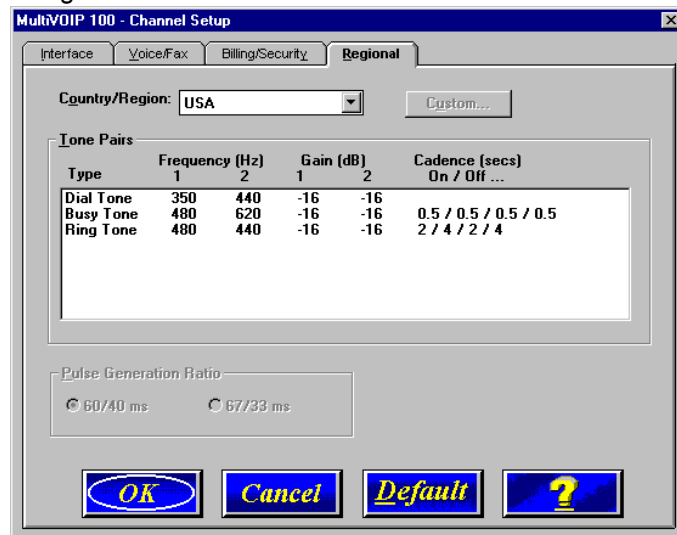 MultiVOIP 100 - Channel Setup
Interface Voice/Fax Billing/Security Regional
Country/Region: USA Custom...
Tone Pairs
Frequency (Hz) Gain (dB) Cadence (secs)
Type 1 2 1 2 On / Off ...
Dial Tone 350 440 -16 -16
Busy Tone 480 620 -16 -16 0.5 / 0.5 / 0.5 / 0.5
Ring Tone 480 440 -16 -16 2 / 4 / 2 / 4
Pulse Generation Ratio
60/40 ms 67/33 ms
OK Cancel Default ?